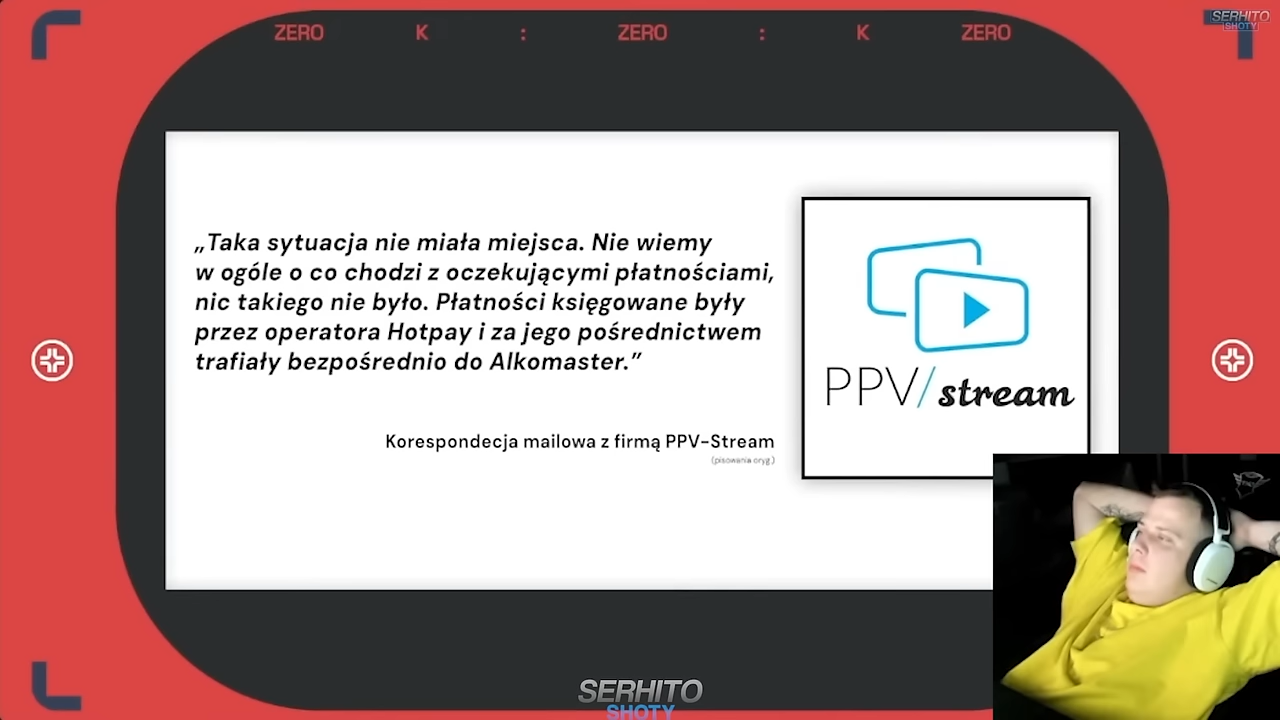 ZERO K : ZERO : K ZERO
SERHITO
SHOTY
„Taka sytuacja nie miała miejsca. Nie wiemy
w ogóle o co chodzi z oczekującymi płatnościami,
nic takiego nie było. Płatności księgowane były
przez operatora Hotpay i za jego pośrednictwem
trafiały bezpośrednio do Alkomaster.”
PPV/stream
Korespondecja mailowa z firmą PPV-Stream
(pisowania oryg.)
SERHITO
SHOTY